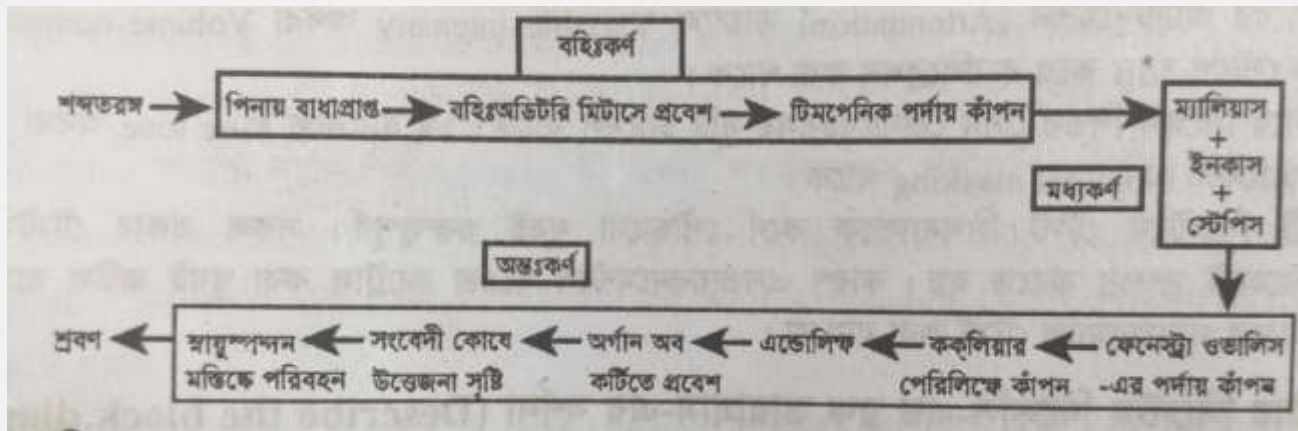 বহিঃকর্ণ
শব্দতরঙ্গ → পিনায় বাধাপ্রাপ্ত → বহিঃঅডিটরি মিটাসে প্রবেশ → টিমপেনিক পর্দায় কাঁপন
ম্যালিয়াস
+
ইনকাস
+
স্টেপিস
মধ্যকর্ণ
অন্তঃকর্ণ
ফেনেস্ট্রা ওভালিস
-এর পর্দায় কাঁপন
কক্‌লিয়ার
পেরিলিম্ফে কাঁপন
এন্ডোলিম্ফ
অর্গান অব
কর্টিতে প্রবেশ
সংবেদী কোষে
উত্তেজনা সৃষ্টি
স্নায়ুস্পন্দন
মস্তিষ্কে পরিবহন
শ্রবণ